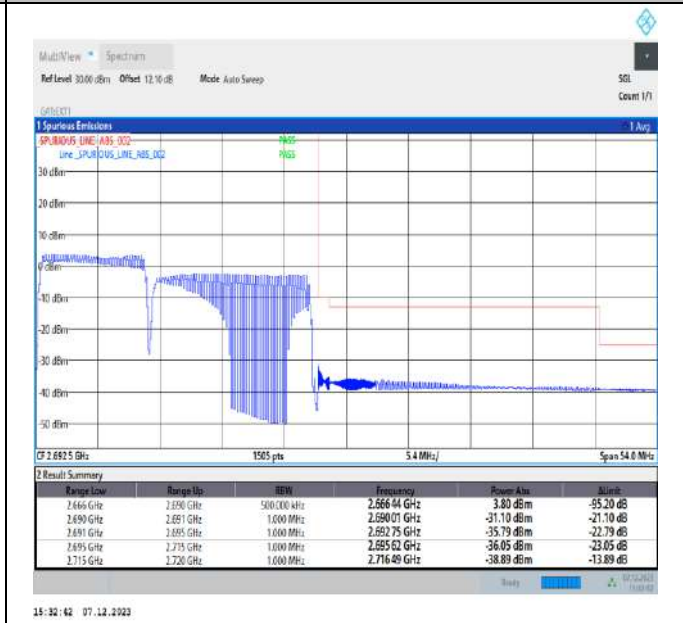 MultiView Spectrum
Ref Level 30.00 dBm Offset 12.10 dB Mode Auto Sweep SGL
Count 1/1
1 Spurious Emissions 1 Avg
SPURIOUS_LINE_ABS_002 PASS
Line _SPURIOUS_LINE_ABS_002 PASS
30 dBm
20 dBm
10 dBm
0 dBm
-10 dBm
-20 dBm
-30 dBm
-40 dBm
-50 dBm
CF 2.6925 GHz 1505 pts 5.4 MHz/ Span 54.0 MHz
2 Result Summary
Range Low Range Up RBW Frequency Power Abs ΔLimit
2.666 GHz 2.690 GHz 500.000 kHz 2.66644 GHz 3.80 dBm -95.20 dB
2.690 GHz 2.691 GHz 1.000 MHz 2.69001 GHz -31.10 dBm -21.10 dB
2.691 GHz 2.695 GHz 1.000 MHz 2.69275 GHz -35.79 dBm -22.79 dB
2.695 GHz 2.715 GHz 1.000 MHz 2.69562 GHz -36.05 dBm -23.05 dB
2.715 GHz 2.720 GHz 1.000 MHz 2.71649 GHz -38.89 dBm -13.89 dB
Ready
15:32:42 07.12.2023